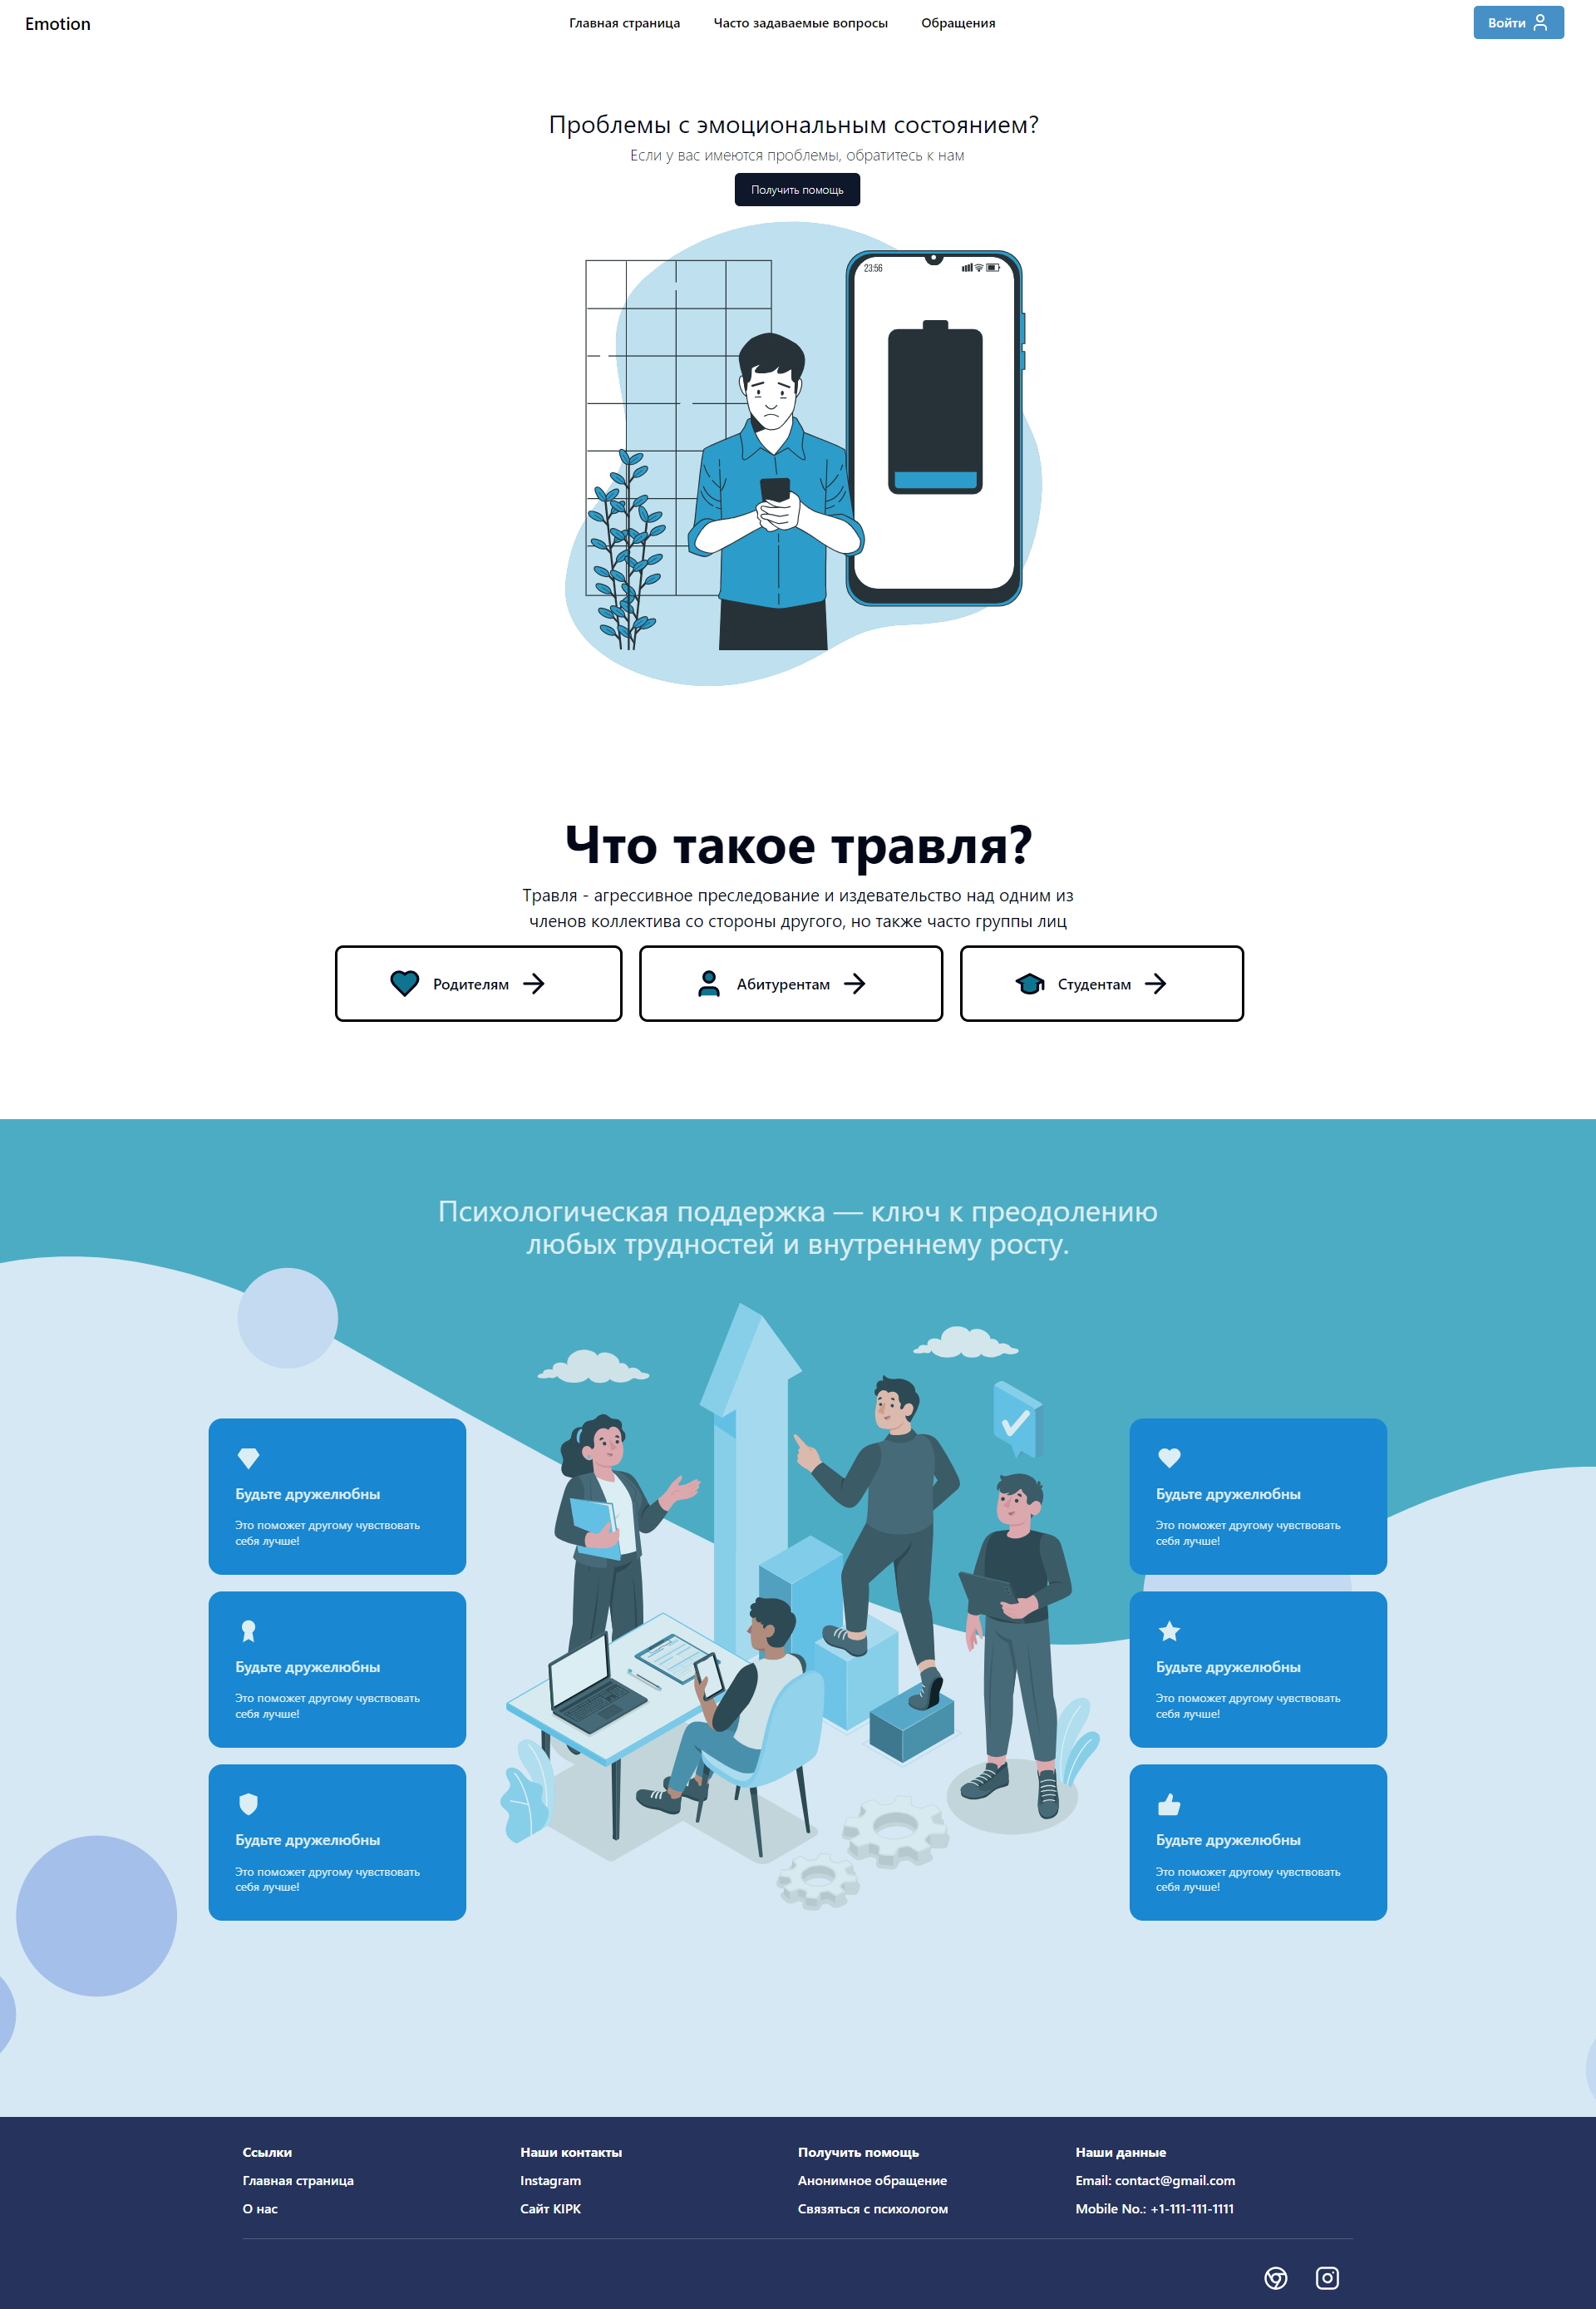 Emotion
Главная страница
Часто задаваемые вопросы
Обращения
Войти
Проблемы с эмоциональным состоянием?
Если у вас имеются проблемы, обратитесь к нам
Получить помощь
23:56
Что такое травля?
Травля - агрессивное преследование и издевательство над одним из
членов коллектива со стороны другого, но также часто группы лиц
Родителям
Абитурентам
Студентам
Психологическая поддержка — ключ к преодолению
любых трудностей и внутреннему росту.
Будьте дружелюбны
Это поможет другому чувствовать
себя лучше!
Будьте дружелюбны
Это поможет другому чувствовать
себя лучше!
Будьте дружелюбны
Это поможет другому чувствовать
себя лучше!
Будьте дружелюбны
Это поможет другому чувствовать
себя лучше!
Будьте дружелюбны
Это поможет другому чувствовать
себя лучше!
Будьте дружелюбны
Это поможет другому чувствовать
себя лучше!
Ссылки
Главная страница
О нас
Наши контакты
Instagram
Сайт KIPK
Получить помощь
Анонимное обращение
Связяться с психологом
Наши данные
Email: contact@gmail.com
Mobile No.: +1-111-111-1111